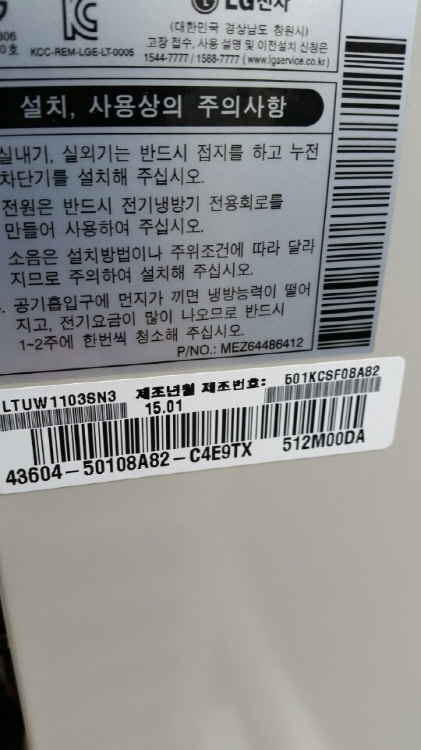 LG전자
(대한민국 경상남도 창원시)
고장 접수, 사용 설명 및 이전설치 신청은
KCC-REM-LGE-LT-0005
1544-7777 / 1588-7777 ( www.lgservice.co.kr )
설치, 사용상의 주의사항
실내기, 실외기는 반드시 접지를 하고 누전
차단기를 설치해 주십시오.
전원은 반드시 전기냉방기 전용회로를
만들어 사용하여 주십시오.
소음은 설치방법이나 주위조건에 따라 달라
지므로 주의하여 설치해 주십시오.
공기흡입구에 먼지가 끼면 냉방능력이 떨어
지고, 전기요금이 많이 나오므로 반드시
1~2주에 한번씩 청소해 주십시오.
P/NO.: MEZ64486412
LTUW1103SN3 제조년월 제조번호: 501KCSF08A82
15.01
43604-50108A82-C4E9TX 512M00DA